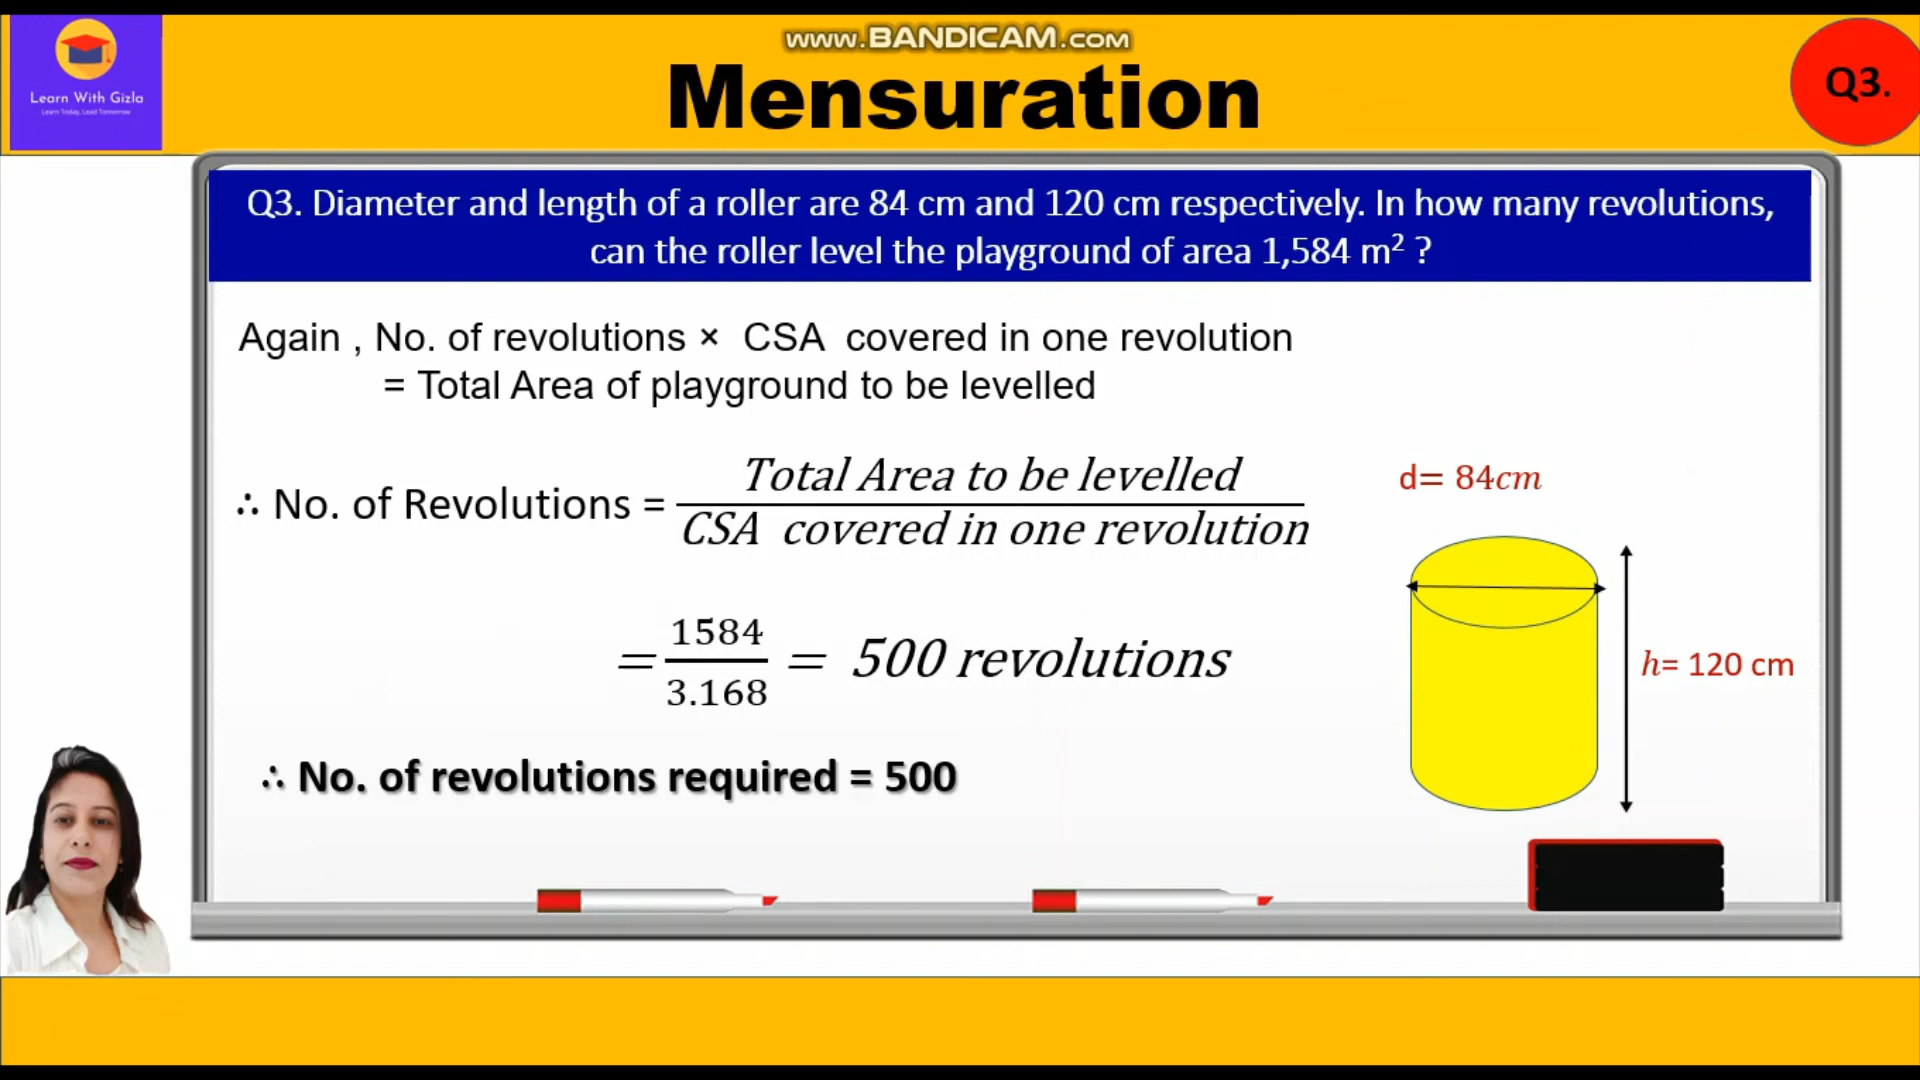 www.BANDICAM.com
Learn With Gizla
Learn Today, Lead Tomorrow
Mensuration
Q3.
Q3. Diameter and length of a roller are 84 cm and 120 cm respectively. In how many revolutions,
can the roller level the playground of area 1,584 m² ?
Again , No. of revolutions × CSA covered in one revolution
= Total Area of playground to be levelled
∴ No. of Revolutions = Total Area to be levelled / CSA covered in one revolution
= 1584 / 3.168 = 500 revolutions
∴ No. of revolutions required = 500
d= 84cm
h= 120 cm